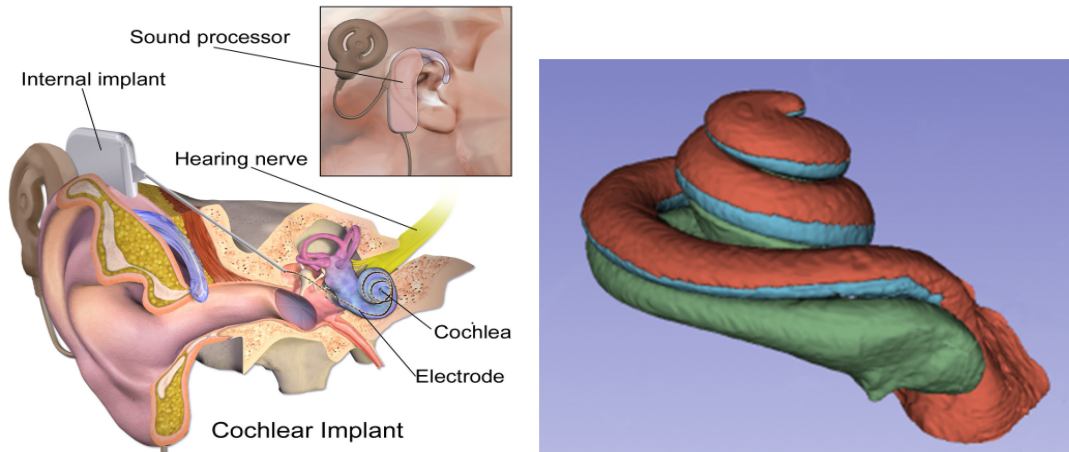 Sound processor
Internal implant
Hearing nerve
Cochlea
Electrode
Cochlear Implant